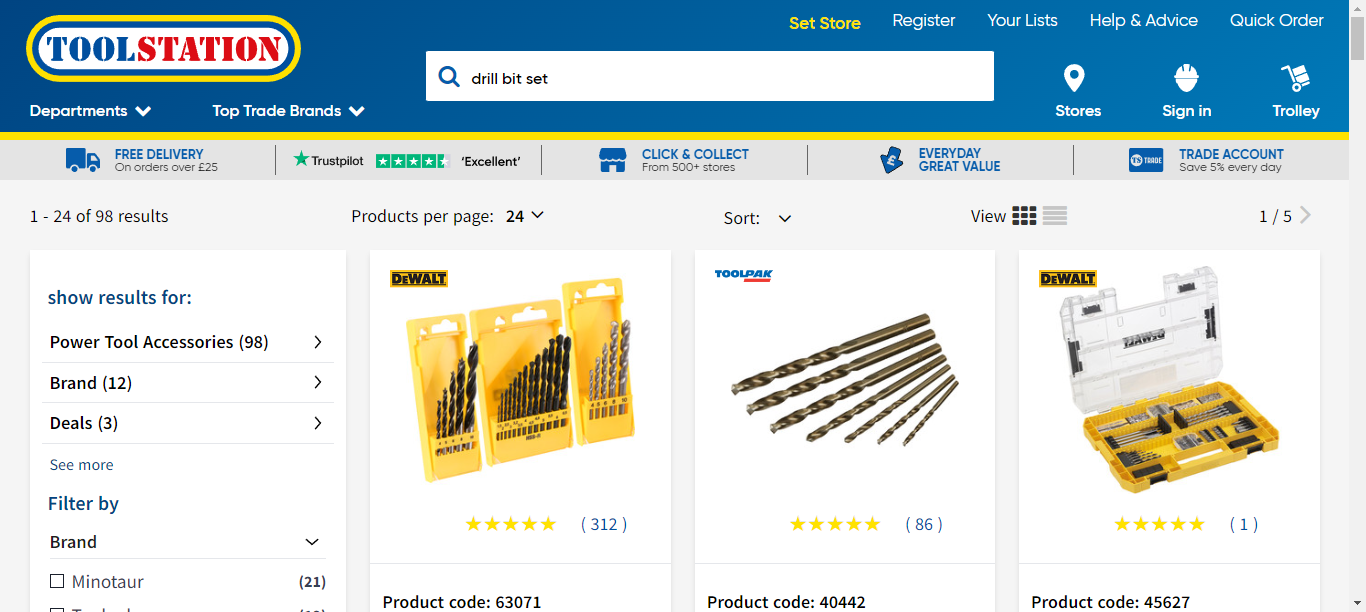 Set Store Register Your Lists Help & Advice Quick Order
TOOLSTATION
drill bit set
Departments Top Trade Brands Stores Sign in Trolley
FREE DELIVERY
On orders over £25
Trustpilot 'Excellent'
CLICK & COLLECT
From 500+ stores
EVERYDAY
GREAT VALUE
TRADE
TRADE ACCOUNT
Save 5% every day
1 - 24 of 98 results Products per page: 24 Sort: View 1 / 5
show results for:
Power Tool Accessories (98)
Brand (12)
Deals (3)
See more
Filter by
Brand
Minotaur (21)
DEWALT
( 312 )
Product code: 63071
TOOLPAK
( 86 )
Product code: 40442
DEWALT
DEWALT
( 1 )
Product code: 45627